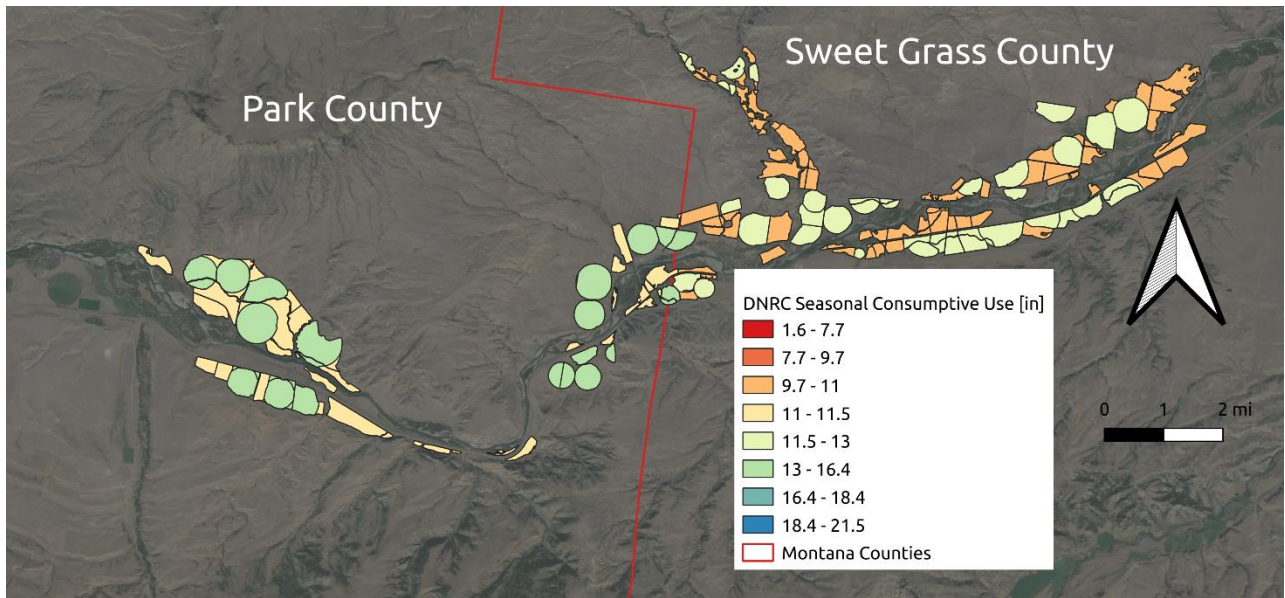 Sweet Grass County
Park County
DNRC Seasonal Consumptive Use [in]
1.6 - 7.7
7.7 - 9.7
9.7 - 11
11 - 11.5
11.5 - 13
13 - 16.4
16.4 - 18.4
18.4 - 21.5
Montana Counties
0 1 2 mi